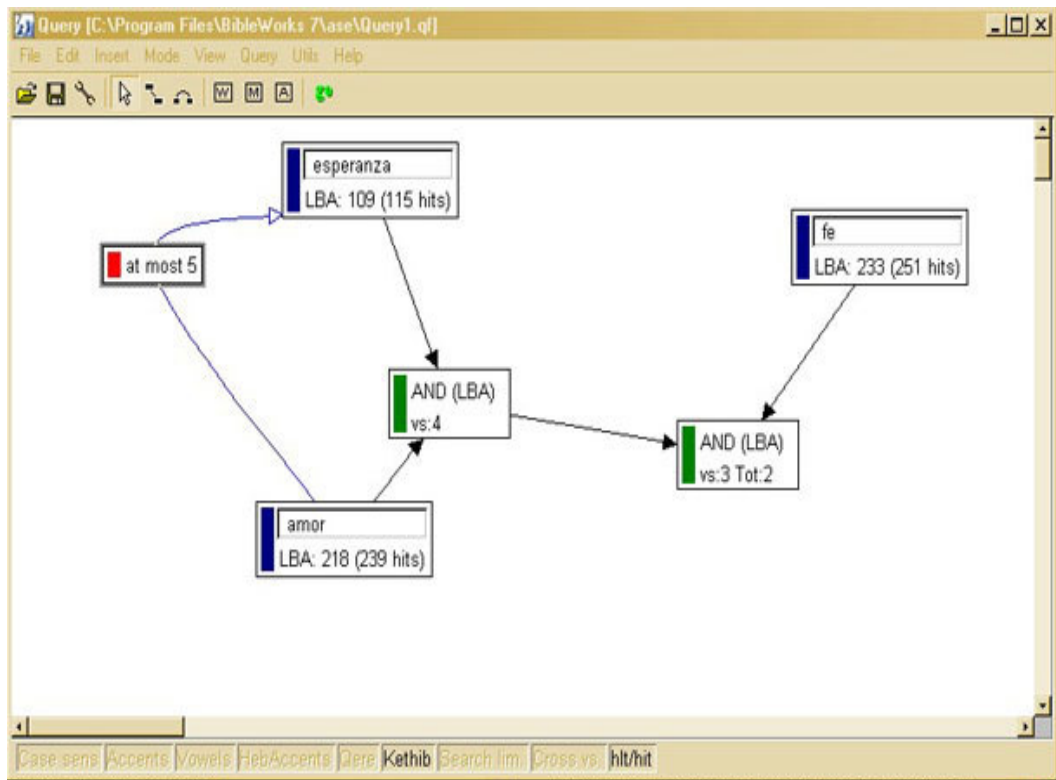 Query [C:\Program Files\BibleWorks 7\ase\Query1.qf]
File Edit Insert Mode View Query Utils Help
W M A
esperanza
LBA: 109 (115 hits)
fe
LBA: 233 (251 hits)
at most 5
AND (LBA)
vs:4
AND (LBA)
vs:3 Tot:2
amor
LBA: 218 (239 hits)
Case sens Accents Vowels HebAccents Qere Kethib Search lim. Cross vs. hlt/hit